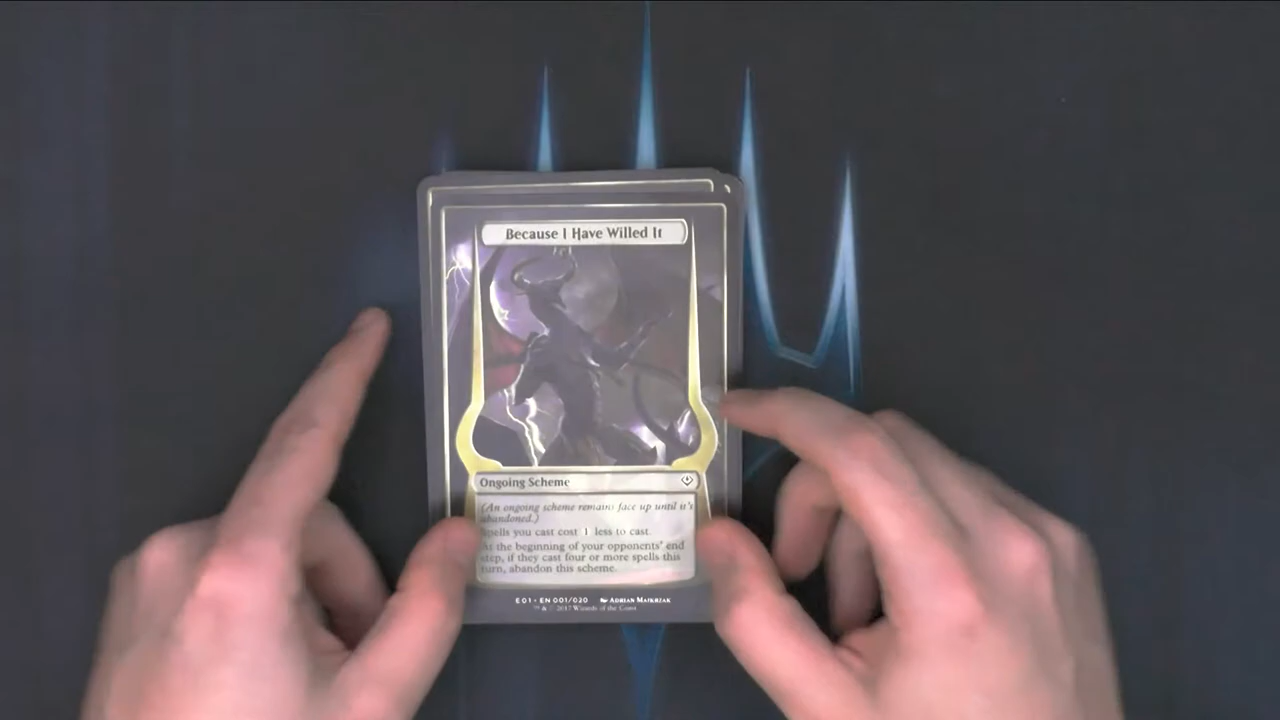 Because I Have Willed It
Ongoing Scheme
(An ongoing scheme remains face up until it's
abandoned.)
Spells you cast cost 1 less to cast.
At the beginning of your opponents' end
step, if they cast four or more spells this
turn, abandon this scheme.
E01 • EN 001/020 Adrian Majkrzak
™ & © 2017 Wizards of the Coast